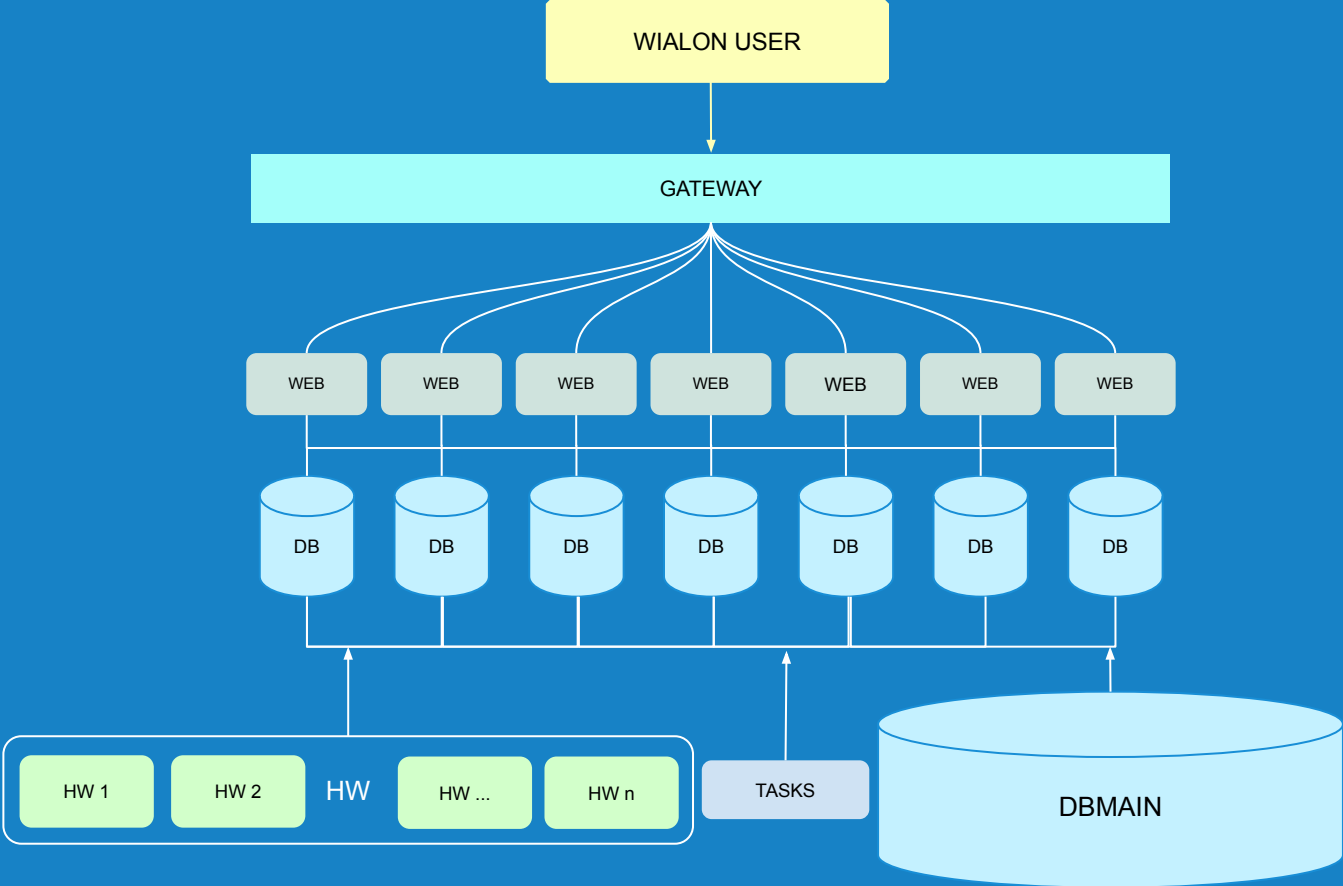 WIALON USER
GATEWAY
WEB
WEB
WEB
WEB
WEB
WEB
WEB
DB
DB
DB
DB
DB
DB
DB
HW 1
HW 2
HW
HW ...
HW n
TASKS
DBMAIN